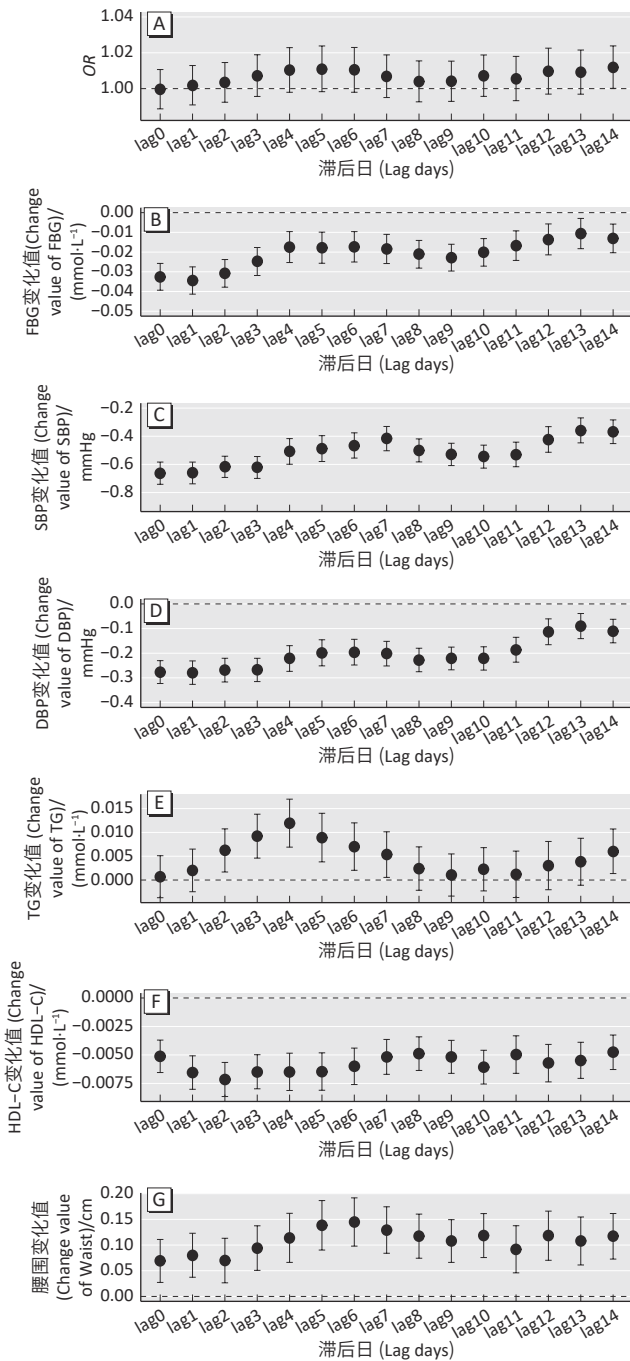 A
OR
1.04
1.02
1.00
lag0 lag1 lag2 lag3 lag4 lag5 lag6 lag7 lag8 lag9 lag10 lag11 lag12 lag13 lag14
滞后日 (Lag days)
B
FBG变化值(Change
value of FBG)/
(mmol·L⁻¹)
0.00
−0.01
−0.02
−0.03
−0.04
−0.05
lag0 lag1 lag2 lag3 lag4 lag5 lag6 lag7 lag8 lag9 lag10 lag11 lag12 lag13 lag14
滞后日 (Lag days)
C
SBP变化值 (Change
value of SBP)/
mmHg
−0.2
−0.4
−0.6
−0.8
lag0 lag1 lag2 lag3 lag4 lag5 lag6 lag7 lag8 lag9 lag10 lag11 lag12 lag13 lag14
滞后日 (Lag days)
D
DBP变化值 (Change
value of DBP)/
mmHg
0.0
−0.1
−0.2
−0.3
−0.4
lag0 lag1 lag2 lag3 lag4 lag5 lag6 lag7 lag8 lag9 lag10 lag11 lag12 lag13 lag14
滞后日 (Lag days)
E
TG变化值 (Change
value of TG)/
(mmol·L⁻¹)
0.015
0.010
0.005
0.000
lag0 lag1 lag2 lag3 lag4 lag5 lag6 lag7 lag8 lag9 lag10 lag11 lag12 lag13 lag14
滞后日 (Lag days)
F
HDL−C变化值 (Change
value of HDL−C)/
(mmol·L⁻¹)
0.0000
−0.0025
−0.0050
−0.0075
lag0 lag1 lag2 lag3 lag4 lag5 lag6 lag7 lag8 lag9 lag10 lag11 lag12 lag13 lag14
滞后日 (Lag days)
G
腰围变化值
(Change value
of Waist)/cm
0.20
0.15
0.10
0.05
0.00
lag0 lag1 lag2 lag3 lag4 lag5 lag6 lag7 lag8 lag9 lag10 lag11 lag12 lag13 lag14
滞后日 (Lag days)